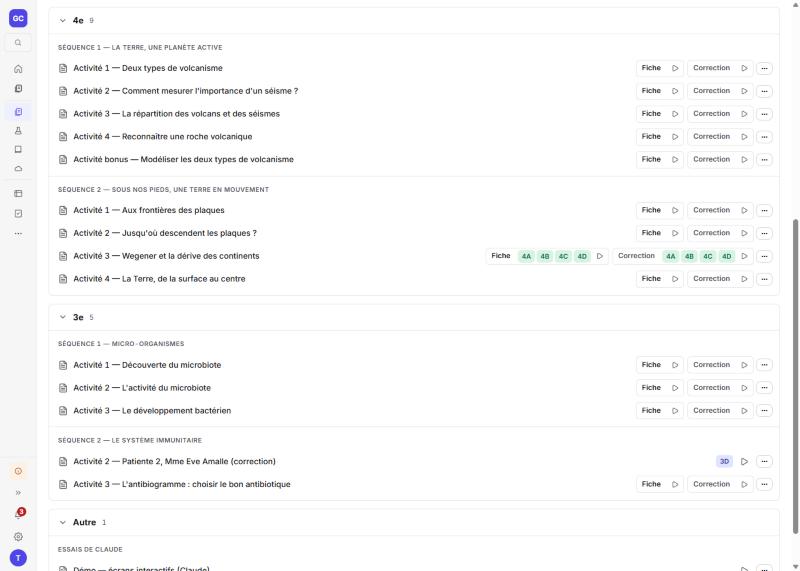 GC
4e 9
SÉQUENCE 1 — LA TERRE, UNE PLANÈTE ACTIVE
Activité 1 — Deux types de volcanisme Fiche Correction
Activité 2 — Comment mesurer l'importance d'un séisme ? Fiche Correction
Activité 3 — La répartition des volcans et des séismes Fiche Correction
Activité 4 — Reconnaître une roche volcanique Fiche Correction
Activité bonus — Modéliser les deux types de volcanisme Fiche Correction
SÉQUENCE 2 — SOUS NOS PIEDS, UNE TERRE EN MOUVEMENT
Activité 1 — Aux frontières des plaques Fiche Correction
Activité 2 — Jusqu'où descendent les plaques ? Fiche Correction
Activité 3 — Wegener et la dérive des continents Fiche 4A 4B 4C 4D Correction 4A 4B 4C 4D
Activité 4 — La Terre, de la surface au centre Fiche Correction
3e 5
SÉQUENCE 1 — MICRO-ORGANISMES
Activité 1 — Découverte du microbiote Fiche Correction
Activité 2 — L'activité du microbiote Fiche Correction
Activité 3 — Le développement bactérien Fiche Correction
SÉQUENCE 2 — LE SYSTÈME IMMUNITAIRE
Activité 2 — Patiente 2, Mme Eve Amalle (correction) 3D
Activité 3 — L'antibiogramme : choisir le bon antibiotique Fiche Correction
3
Autre 1
ESSAIS DE CLAUDE
T
Démo — écrans interactifs (Claude)